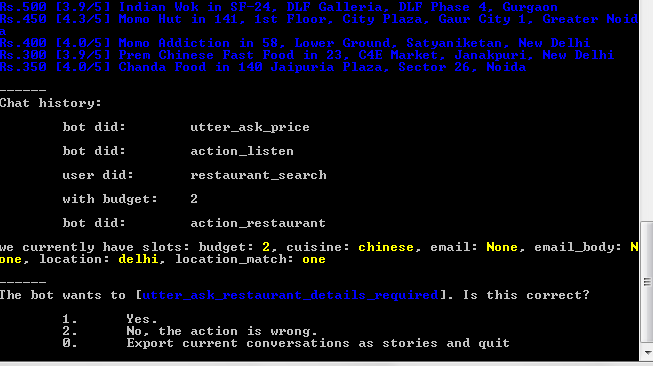 Rs.500 [3.9/5] Indian Wok in SF-24, DLF Galleria, DLF Phase 4, Gurgaon
Rs.450 [4.3/5] Momo Hut in 141, 1st Floor, City Plaza, Gaur City 1, Greater Noid
a
Rs.400 [4.0/5] Momo Addiction in 58, Lower Ground, Satyaniketan, New Delhi
Rs.300 [3.9/5] Prem Chinese Fast Food in 23, C4E Market, Janakpuri, New Delhi
Rs.350 [4.0/5] Chanda Food in 140 Jaipuria Plaza, Sector 26, Noida
------
Chat history:
bot did: utter_ask_price
bot did: action_listen
user did: restaurant_search
with budget: 2
bot did: action_restaurant
we currently have slots: budget: 2, cuisine: chinese, email: None, email_body: N
one, location: delhi, location_match: one
------
The bot wants to [utter_ask_restaurant_details_required]. Is this correct?
1. Yes.
2. No, the action is wrong.
0. Export current conversations as stories and quit